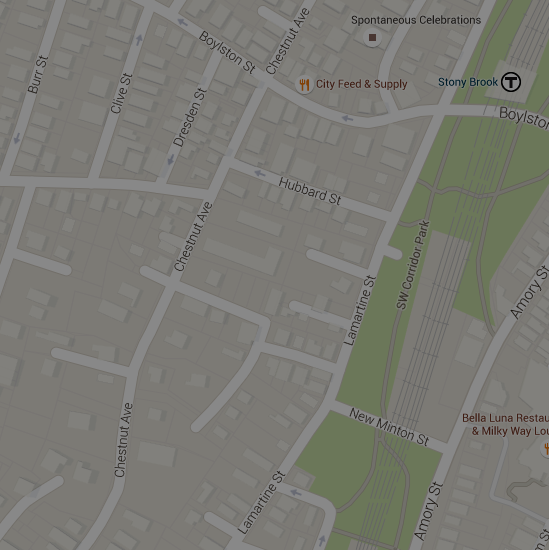 Spontaneous Celebrations
Chestnut Ave
Boylston St
Burr St
Clive St
Dresden St
City Feed & Supply
Stony Brook
T
Boylston
Hubbard St
Chestnut Ave
SW Corridor Park
Lamartine St
Amory St
New Minton St
Bella Luna Restau
& Milky Way Lou
Chestnut Ave
Lamartine St
Amory St
n St